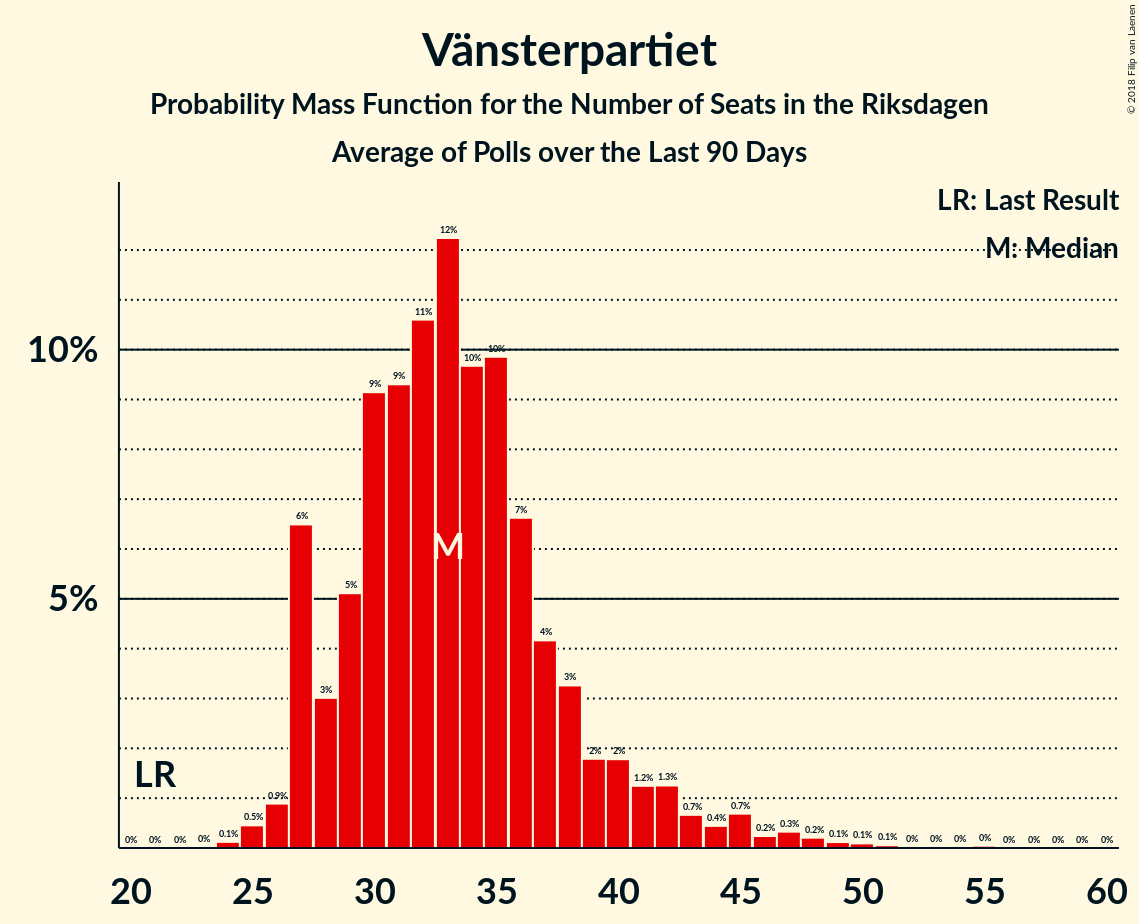 Vänsterpartiet
Probability Mass Function for the Number of Seats in the Riksdagen
Average of Polls over the Last 90 Days
© 2018 Filip van Laenen
LR: Last Result
M: Median
10%
5%
0% 0% 0% 0% 0.1% 0.5% 0.9% 6% 3% 5% 9% 9% 11% 12% 10% 10% 7% 4% 3% 2% 2% 1.2% 1.3% 0.7% 0.4% 0.7% 0.2% 0.3% 0.2% 0.1% 0.1% 0.1% 0% 0% 0% 0% 0% 0% 0% 0% 0%
M
LR
20 25 30 35 40 45 50 55 60